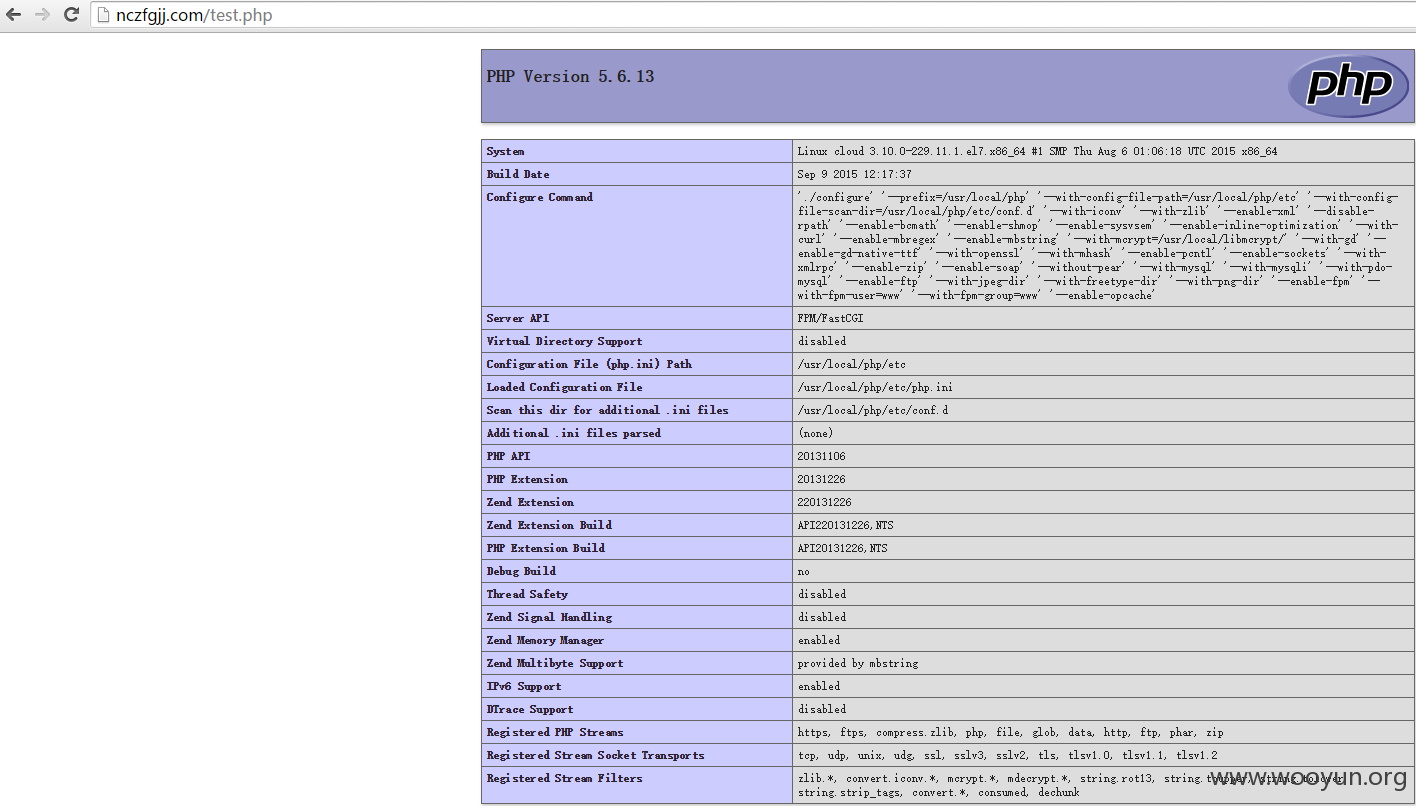 nczfgjj.com/test.php
PHP Version 5.6.13
php
System Linux cloud 3.10.0-229.11.1.el7.x86_64 #1 SMP Thu Aug 6 01:06:18 UTC 2015 x86_64
Build Date Sep 9 2015 12:17:37
Configure Command './configure' '--prefix=/usr/local/php' '--with-config-file-path=/usr/local/php/etc' '--with-config-
file-scan-dir=/usr/local/php/etc/conf.d' '--with-iconv' '--with-zlib' '--enable-xml' '--disable-
rpath' '--enable-bcmath' '--enable-shmop' '--enable-sysvsem' '--enable-inline-optimization' '--with-
curl' '--enable-mbregex' '--enable-mbstring' '--with-mcrypt=/usr/local/libmcrypt/' '--with-gd' '--
enable-gd-native-ttf' '--with-openssl' '--with-mhash' '--enable-pcntl' '--enable-sockets' '--with-
xmlrpc' '--enable-zip' '--enable-soap' '--without-pear' '--with-mysql' '--with-mysqli' '--with-pdo-
mysql' '--enable-ftp' '--with-jpeg-dir' '--with-freetype-dir' '--with-png-dir' '--enable-fpm' '--
with-fpm-user=www' '--with-fpm-group=www' '--enable-opcache'
Server API FPM/FastCGI
Virtual Directory Support disabled
Configuration File (php.ini) Path /usr/local/php/etc
Loaded Configuration File /usr/local/php/etc/php.ini
Scan this dir for additional .ini files /usr/local/php/etc/conf.d
Additional .ini files parsed (none)
PHP API 20131106
PHP Extension 20131226
Zend Extension 220131226
Zend Extension Build API220131226,NTS
PHP Extension Build API20131226,NTS
Debug Build no
Thread Safety disabled
Zend Signal Handling disabled
Zend Memory Manager enabled
Zend Multibyte Support provided by mbstring
IPv6 Support enabled
DTrace Support disabled
Registered PHP Streams https, ftps, compress.zlib, php, file, glob, data, http, ftp, phar, zip
Registered Stream Socket Transports tcp, udp, unix, udg, ssl, sslv3, sslv2, tls, tlsv1.0, tlsv1.1, tlsv1.2
Registered Stream Filters zlib.*, convert.iconv.*, mcrypt.*, mdecrypt.*, string.rot13, string.toupper, string.tolower,
string.strip_tags, convert.*, consumed, dechunk
www.wooyun.org